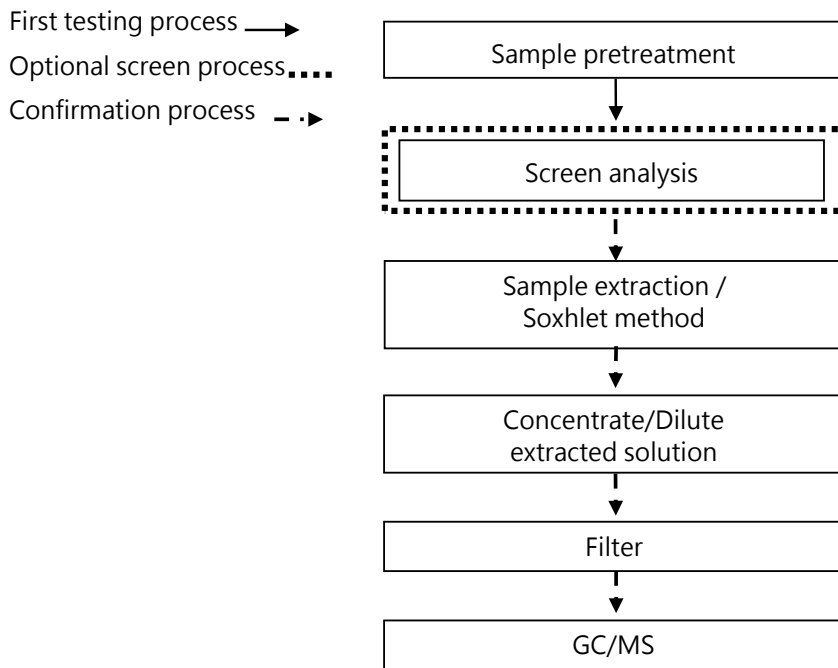 First testing process
Optional screen process
Confirmation process
Sample pretreatment
Screen analysis
Sample extraction /
Soxhlet method
Concentrate/Dilute
extracted solution
Filter
GC/MS